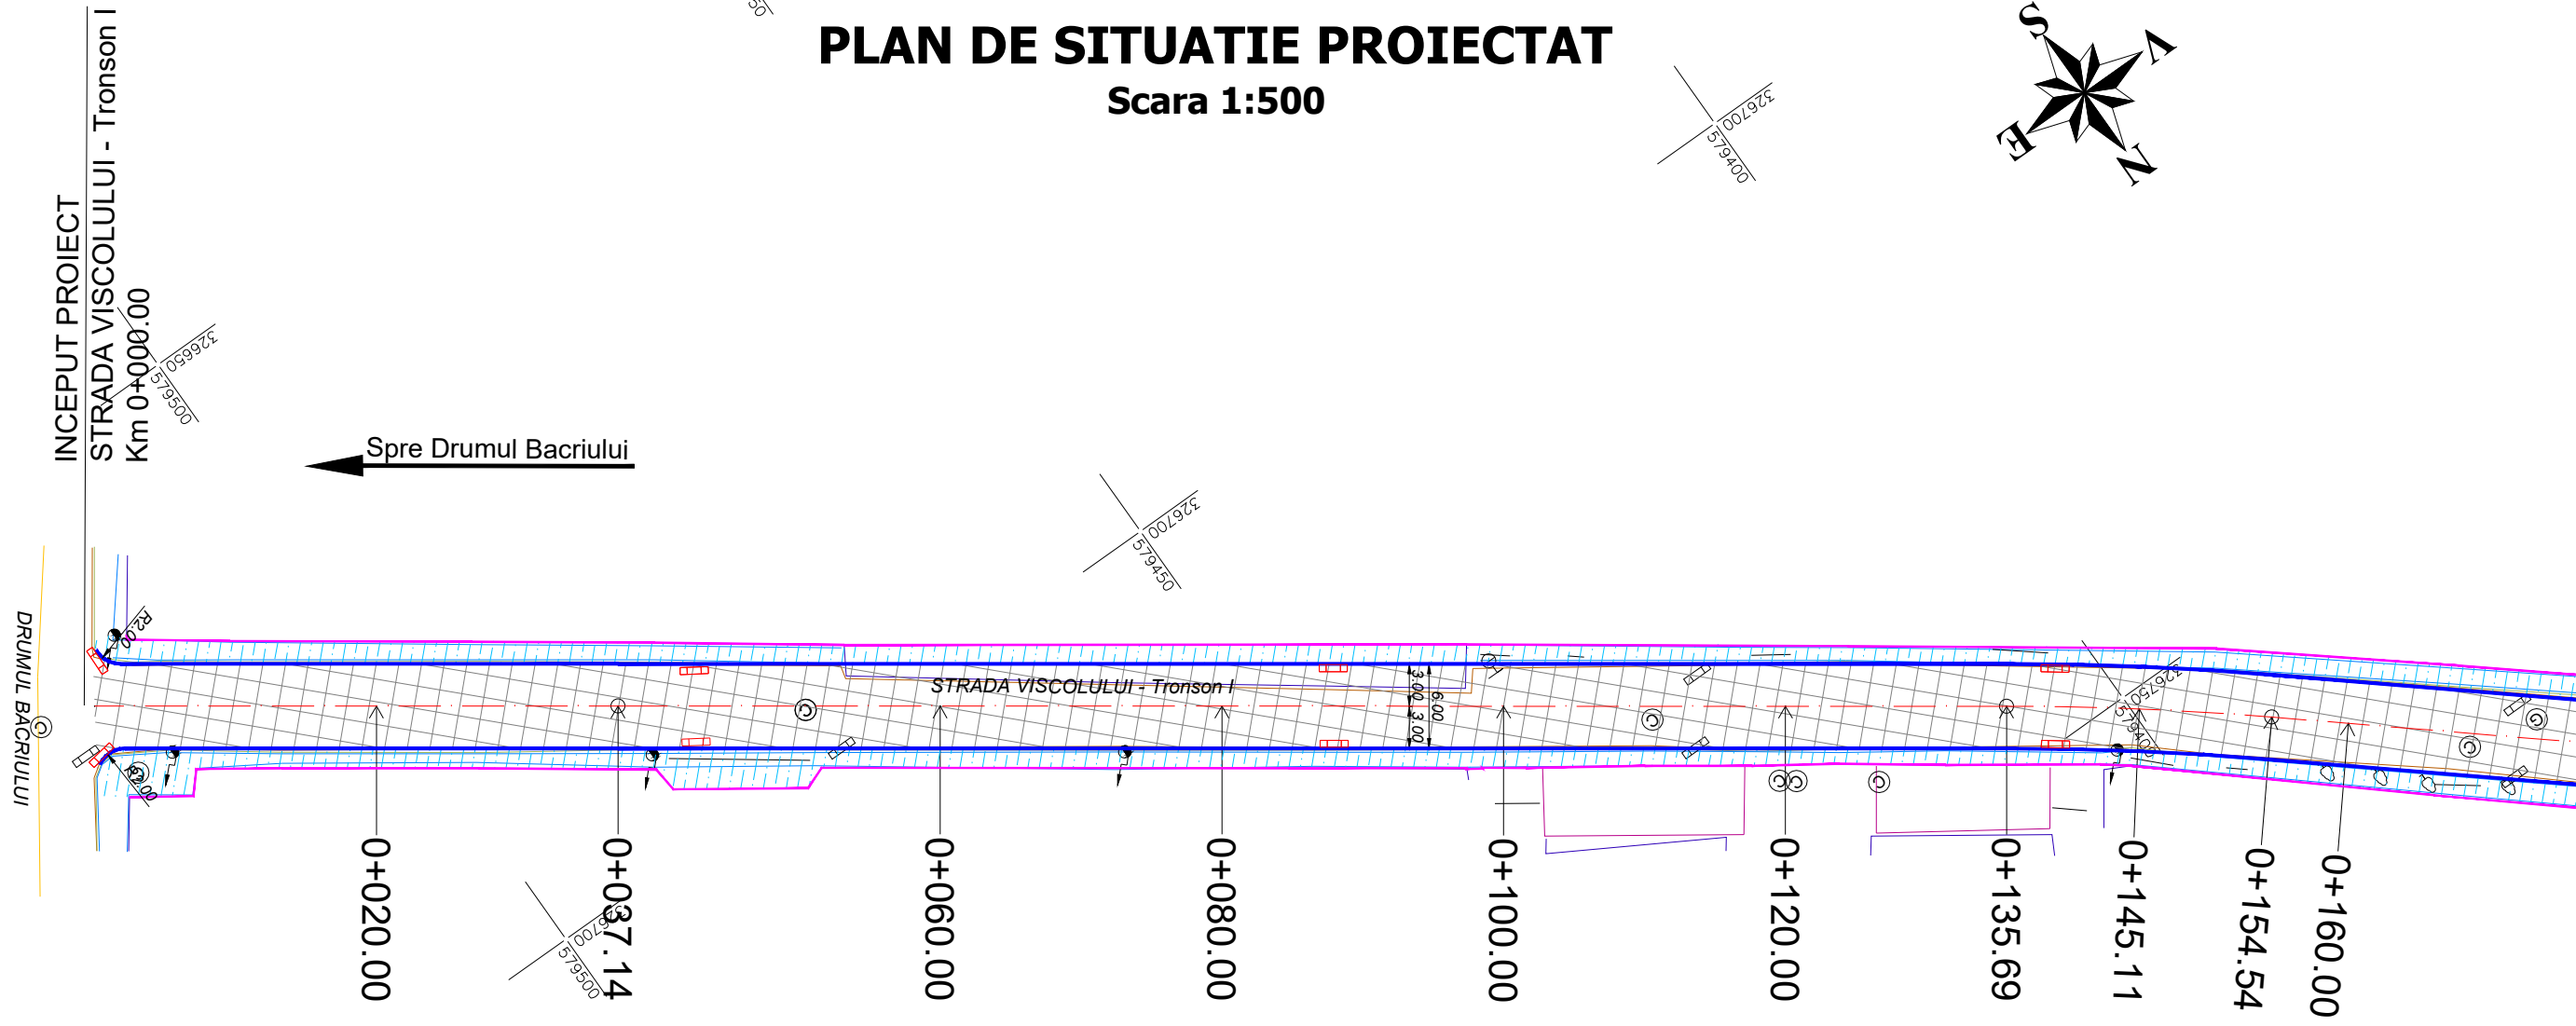 PLAN DE SITUATIE PROIECTAT
Scara 1:500
S
V
E
N
INCEPUT PROIECT
STRADA VISCOLULUI - Tronson I
Km 0+000.00
50
326700
579400
326650
579500
Spre Drumul Bacriului
326700
579450
DRUMUL BACRIULUI
R2.00
STRADA VISCOLULUI - Tronson I
3.00
3.00
6.00
326750
579400
0+020.00
0+037.14
0+060.00
0+080.00
0+100.00
0+120.00
0+135.69
0+145.11
0+154.54
0+160.00
326700
579500